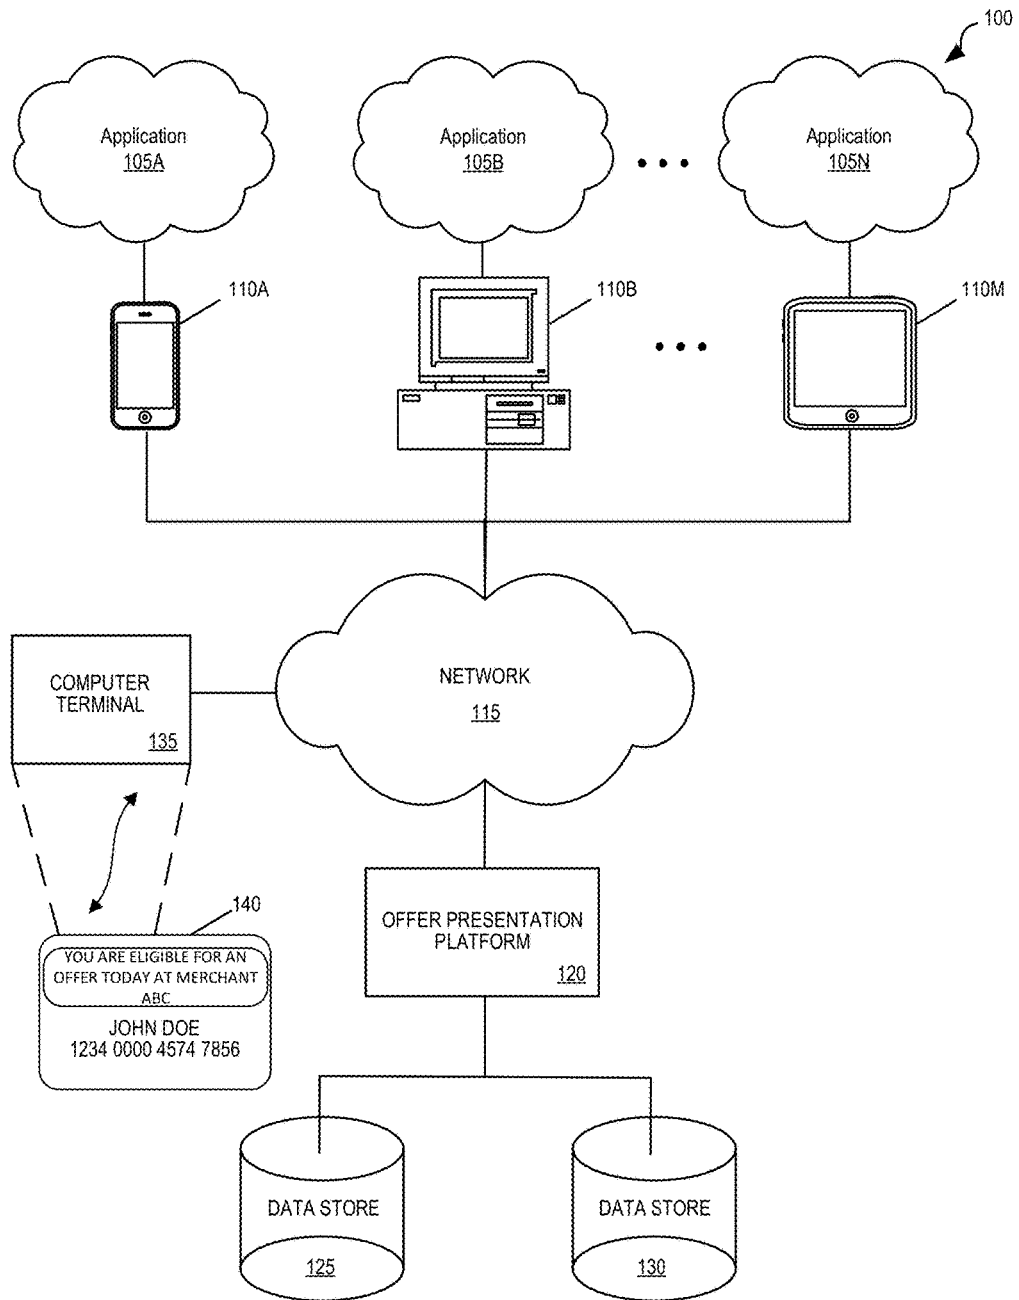 100
Application
105A
Application
105B
Application
105N
110A
110B
110M
NETWORK
115
COMPUTER
TERMINAL
135
OFFER PRESENTATION
PLATFORM
120
140
YOU ARE ELIGIBLE FOR AN
OFFER TODAY AT MERCHANT
ABC
JOHN DOE
1234 0000 4574 7856
DATA STORE
125
DATA STORE
130